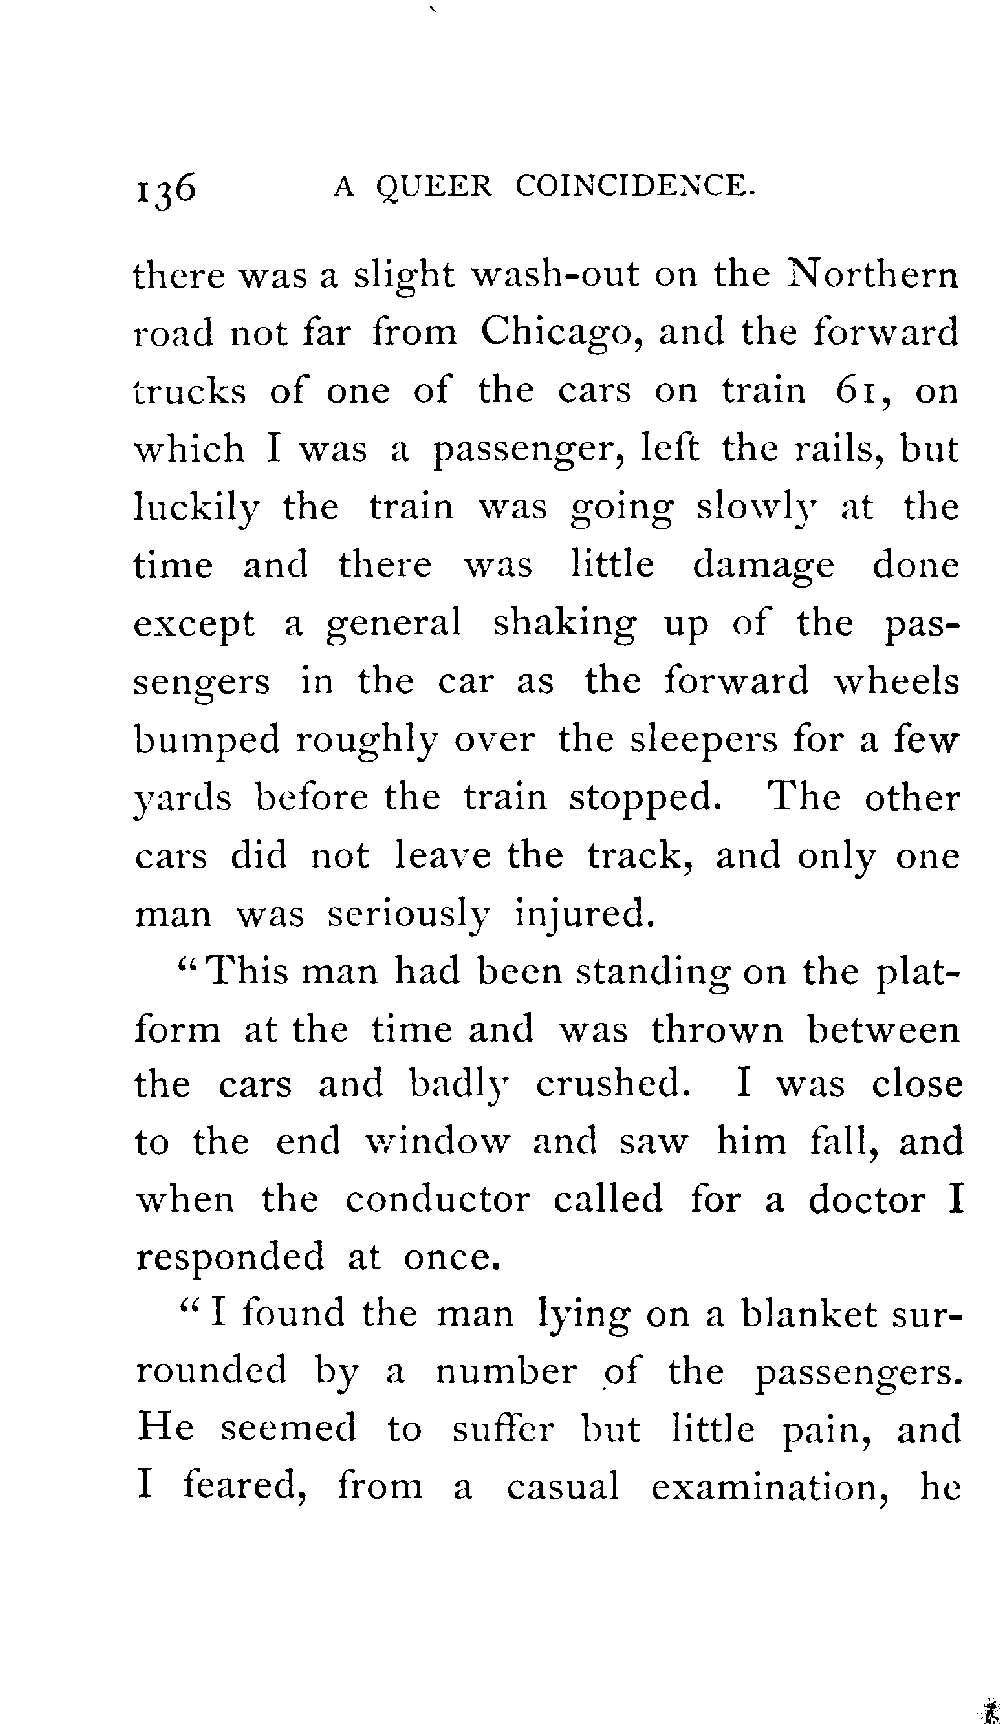 136 A QUEER COINCIDENCE.
there was a slight wash-out on the Northern
road not far from Chicago, and the forward
trucks of one of the cars on train 61, on
which I was a passenger, left the rails, but
luckily the train was going slowly at the
time and there was little damage done
except a general shaking up of the pas-
sengers in the car as the forward wheels
bumped roughly over the sleepers for a few
yards before the train stopped. The other
cars did not leave the track, and only one
man was seriously injured.
"This man had been standing on the plat-
form at the time and was thrown between
the cars and badly crushed. I was close
to the end window and saw him fall, and
when the conductor called for a doctor I
responded at once.
"I found the man lying on a blanket sur-
rounded by a number of the passengers.
He seemed to suffer but little pain, and
I feared, from a casual examination, he